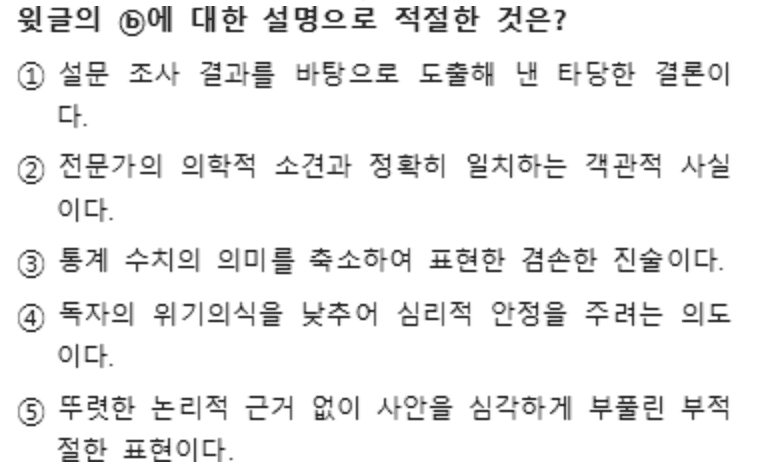 윗글의 ⓑ에 대한 설명으로 적절한 것은?
① 설문 조사 결과를 바탕으로 도출해 낸 타당한 결론이
다.
② 전문가의 의학적 소견과 정확히 일치하는 객관적 사실
이다.
③ 통계 수치의 의미를 축소하여 표현한 겸손한 진술이다.
④ 독자의 위기의식을 낮추어 심리적 안정을 주려는 의도
이다.
⑤ 뚜렷한 논리적 근거 없이 사안을 심각하게 부풀린 부적
절한 표현이다.